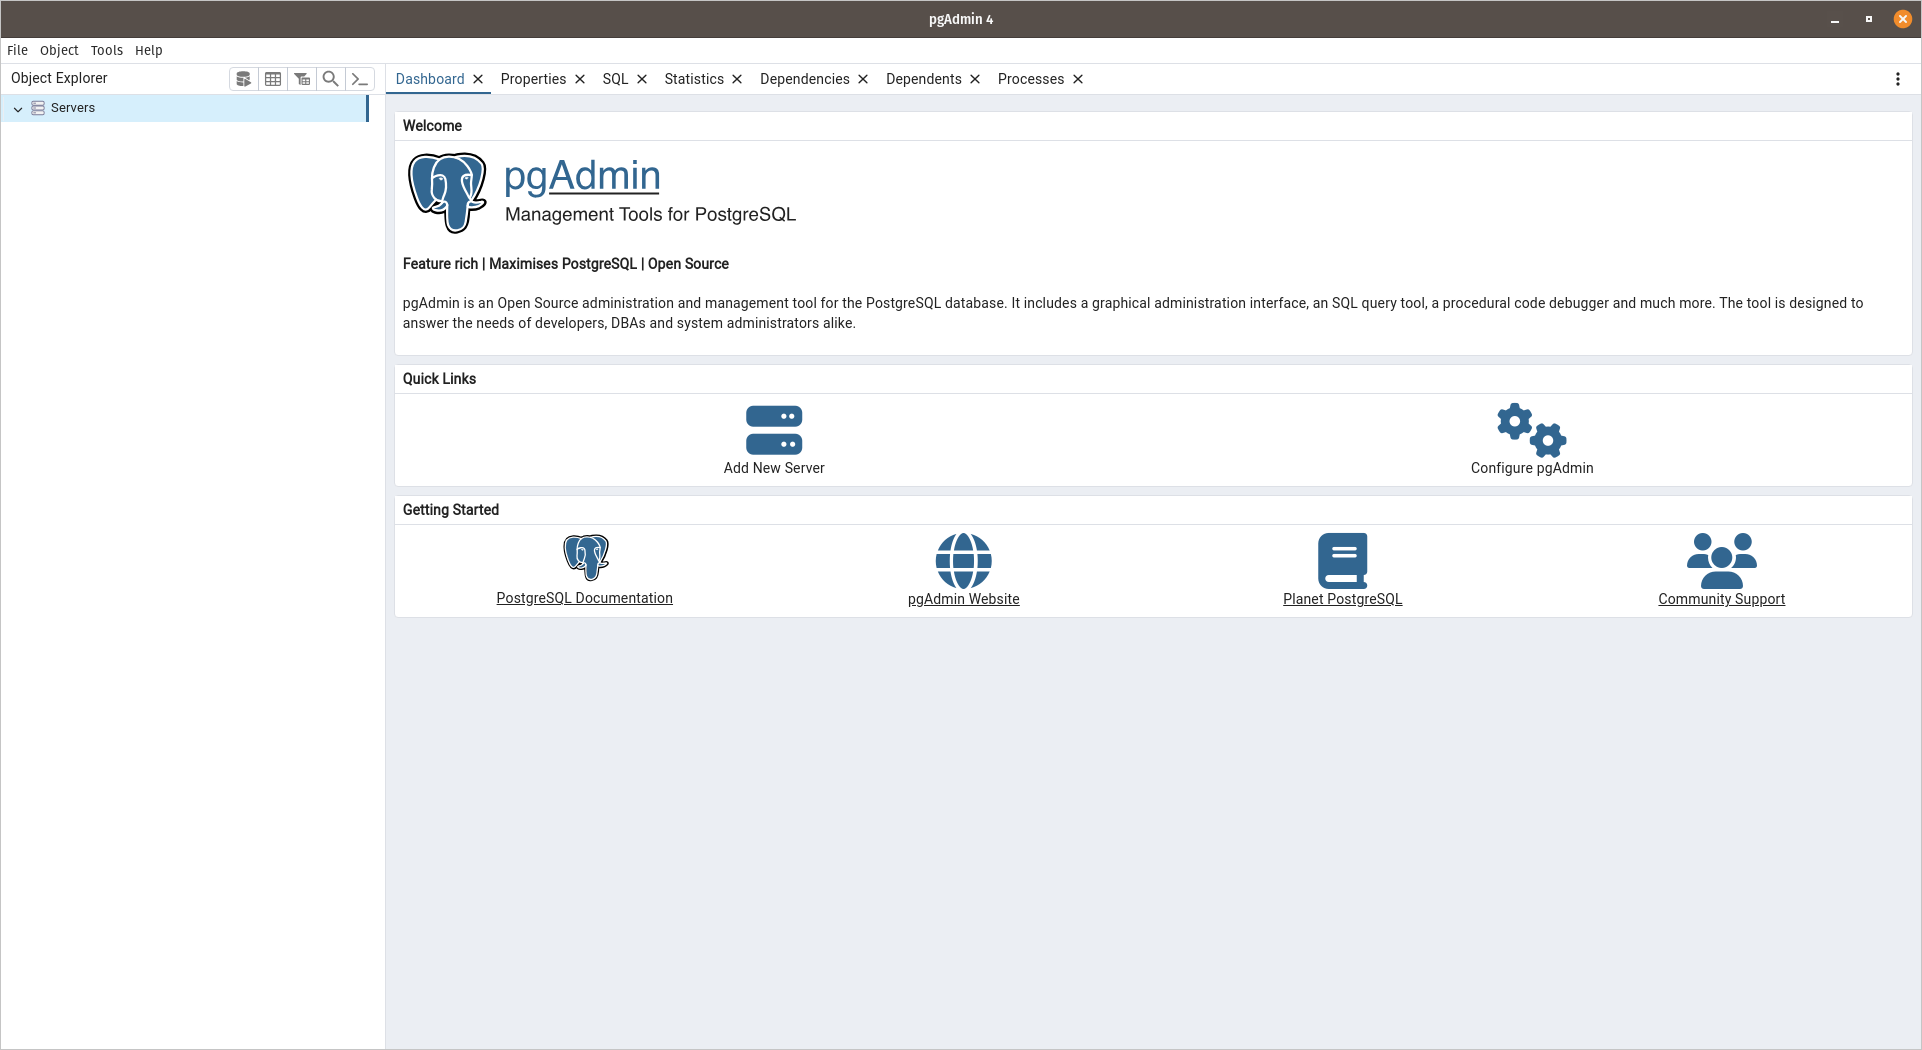 pgAdmin 4
File Object Tools Help
Object Explorer
Dashboard Properties SQL Statistics Dependencies Dependents Processes
Servers
Welcome
pgAdmin
Management Tools for PostgreSQL
Feature rich | Maximises PostgreSQL | Open Source
pgAdmin is an Open Source administration and management tool for the PostgreSQL database. It includes a graphical administration interface, an SQL query tool, a procedural code debugger and much more. The tool is designed to
answer the needs of developers, DBAs and system administrators alike.
Quick Links
Add New Server
Configure pgAdmin
Getting Started
PostgreSQL Documentation
pgAdmin Website
Planet PostgreSQL
Community Support